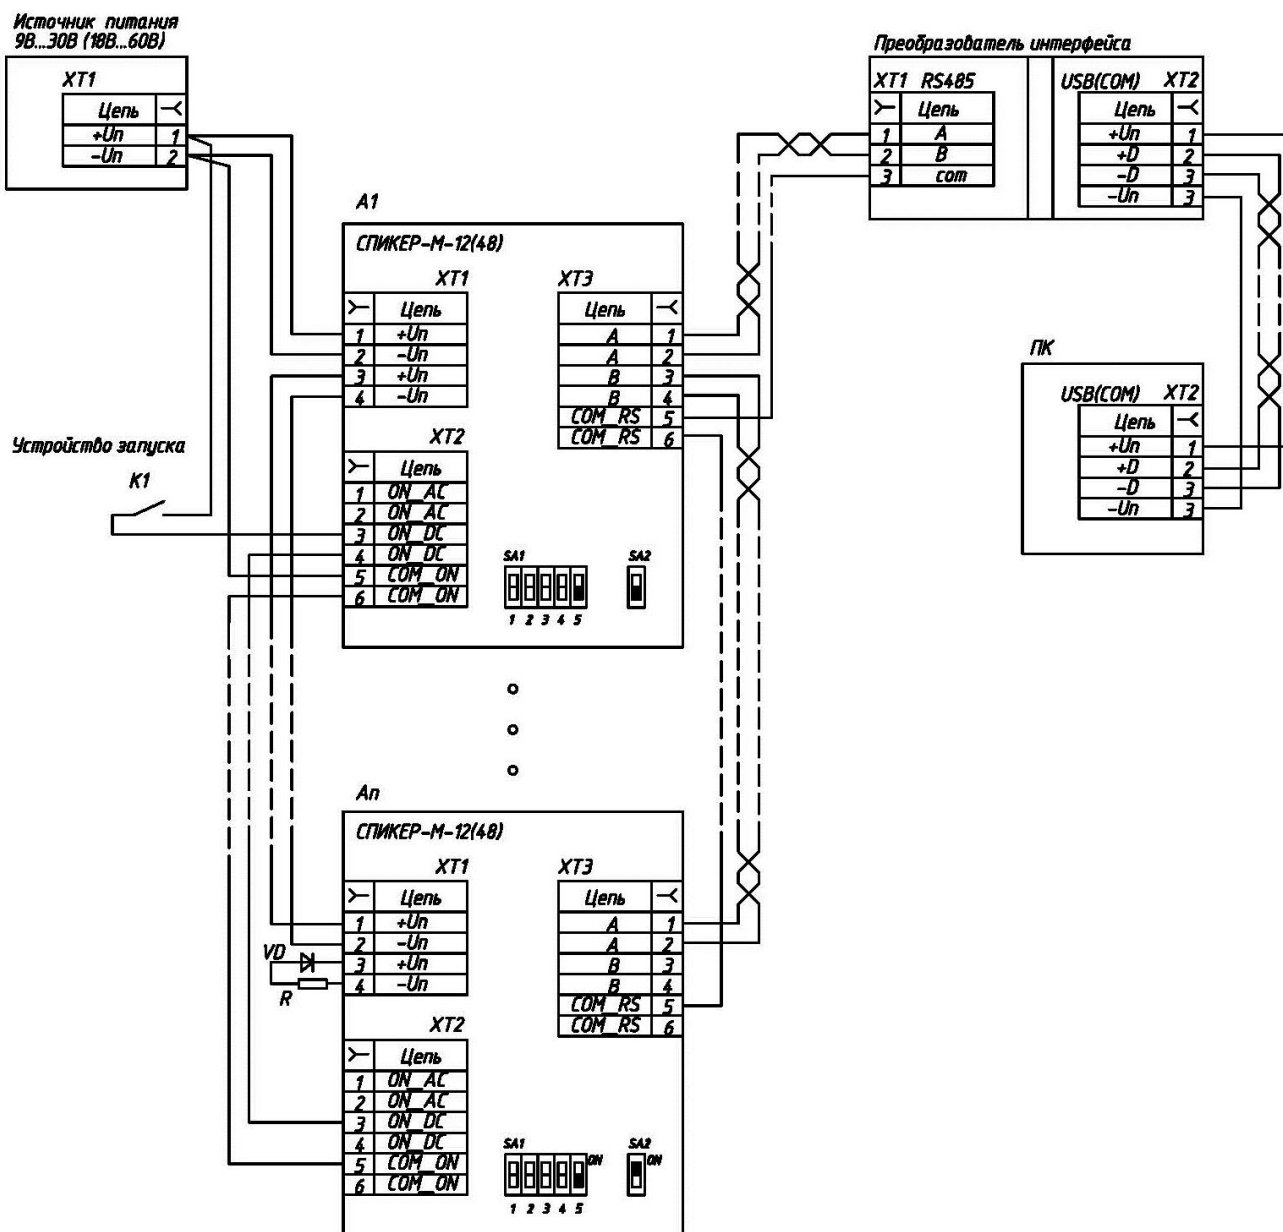 Источник питания
9В...30В (18В...60В)
XT1
Цепь
+Uп 1
-Uп 2
Преобразователь интерфейса
XT1 RS485
Цепь
1 A
2 B
3 com
USB(COM) XT2
Цепь
+Uп 1
+D 2
-D 3
-Uп 3
A1
СПИКЕР-М-12(48)
XT1
Цепь
1 +Uп
2 -Uп
3 +Uп
4 -Uп
XT3
Цепь
A 1
A 2
B 3
B 4
COM_RS 5
COM_RS 6
XT2
Цепь
1 ON_AC
2 ON_AC
3 ON_DC
4 ON_DC
5 COM_ON
6 COM_ON
SA1
1 2 3 4 5
SA2
Устройство запуска
K1
ПК
USB(COM) XT2
Цепь
+Uп 1
+D 2
-D 3
-Uп 3
Aп
СПИКЕР-М-12(48)
XT1
Цепь
1 +Uп
2 -Uп
3 +Uп
4 -Uп
VD
R
XT3
Цепь
A 1
A 2
B 3
B 4
COM_RS 5
COM_RS 6
XT2
Цепь
1 ON_AC
2 ON_AC
3 ON_DC
4 ON_DC
5 COM_ON
6 COM_ON
SA1
ON
1 2 3 4 5
SA2
ON